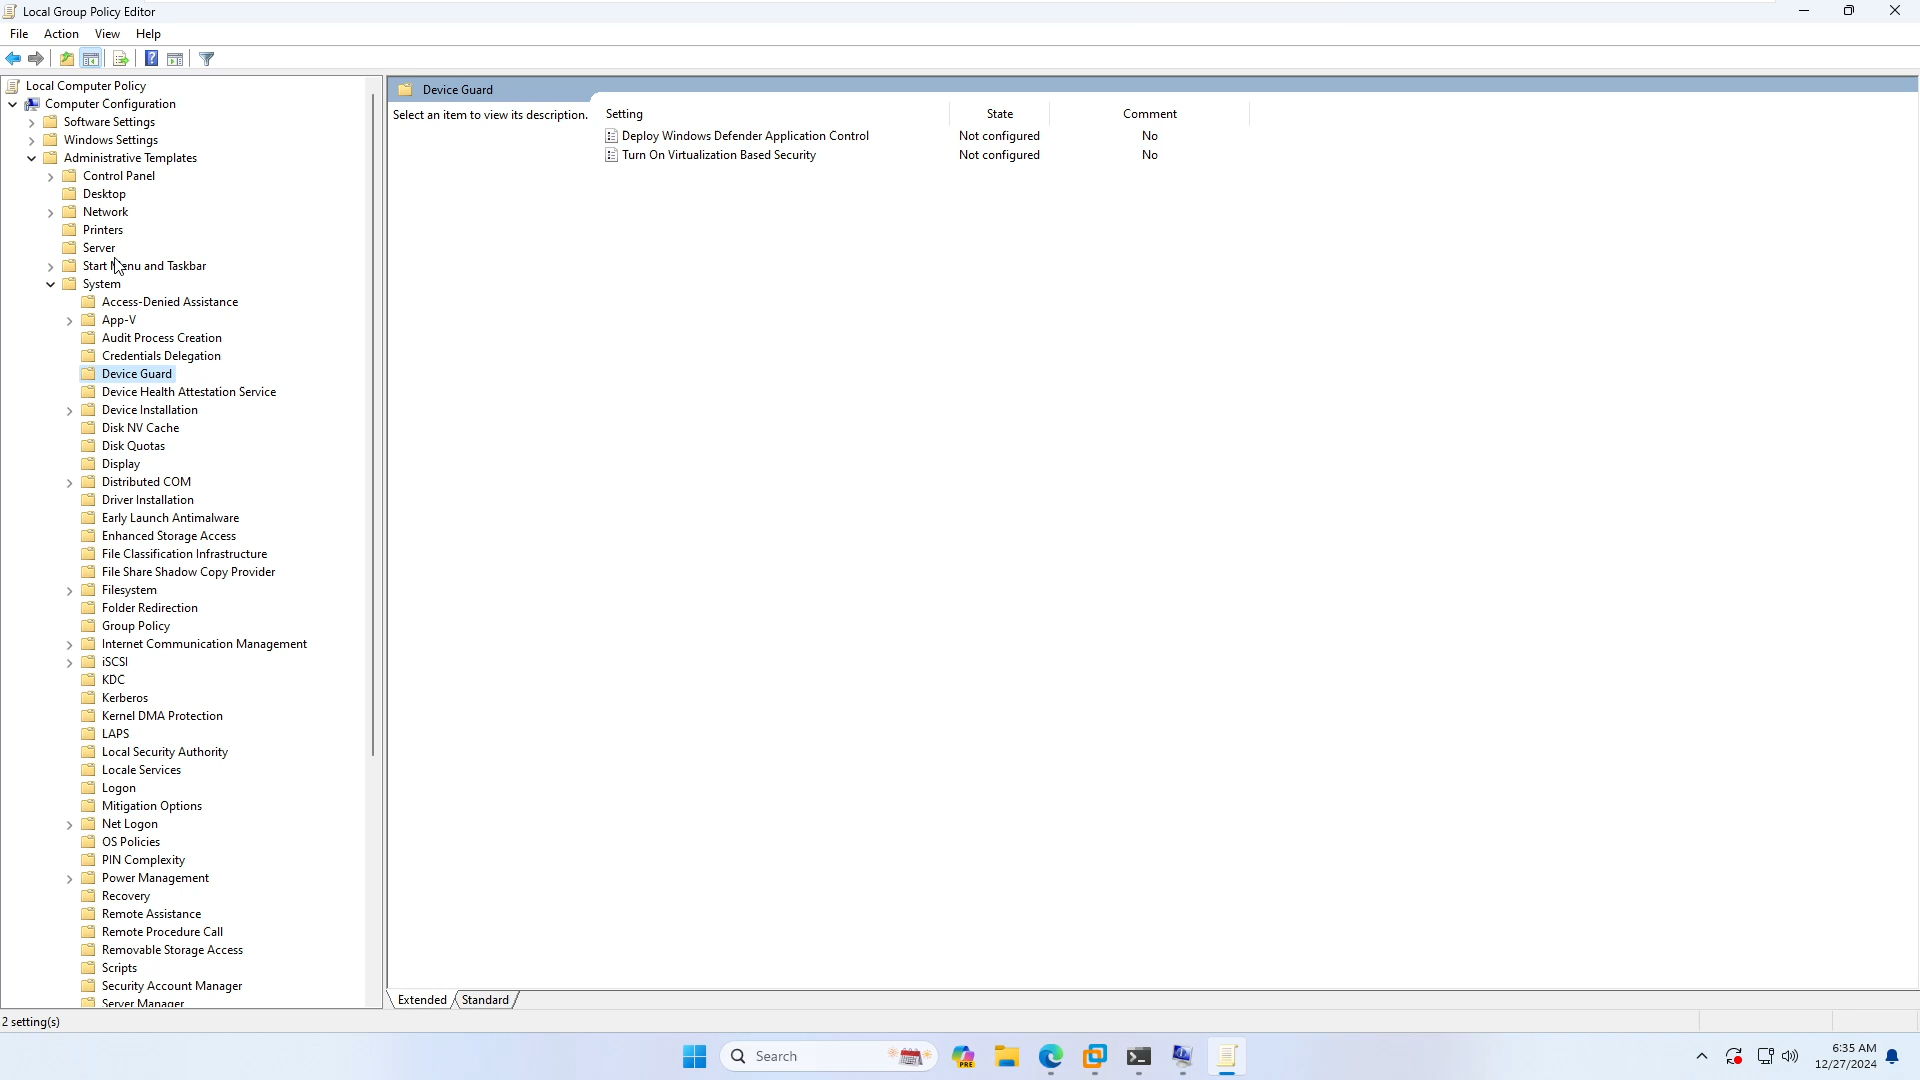 Local Group Policy Editor
File Action View Help
Local Computer Policy
Computer Configuration
Software Settings
Windows Settings
Administrative Templates
Control Panel
Desktop
Network
Printers
Server
Start Menu and Taskbar
System
Access-Denied Assistance
App-V
Audit Process Creation
Credentials Delegation
Device Guard
Device Health Attestation Service
Device Installation
Disk NV Cache
Disk Quotas
Display
Distributed COM
Driver Installation
Early Launch Antimalware
Enhanced Storage Access
File Classification Infrastructure
File Share Shadow Copy Provider
Filesystem
Folder Redirection
Group Policy
Internet Communication Management
iSCSI
KDC
Kerberos
Kernel DMA Protection
LAPS
Local Security Authority
Locale Services
Logon
Mitigation Options
Net Logon
OS Policies
PIN Complexity
Power Management
Recovery
Remote Assistance
Remote Procedure Call
Removable Storage Access
Scripts
Security Account Manager
Server Manager
Device Guard
Select an item to view its description.
Setting State Comment
Deploy Windows Defender Application Control Not configured No
Turn On Virtualization Based Security Not configured No
Extended Standard
2 setting(s)
Search
PRE
6:35 AM
12/27/2024